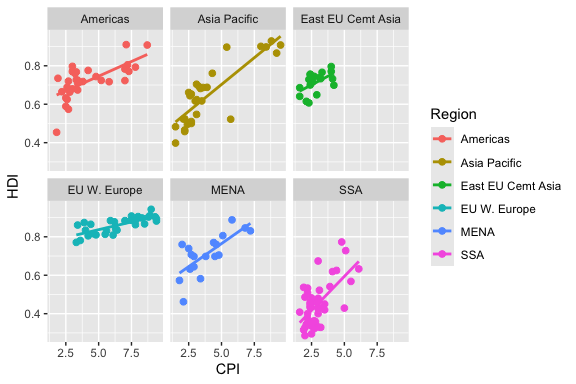 Americas
Asia Pacific
East EU Cemt Asia
0.8
0.6
0.4
EU W. Europe
MENA
SSA
0.8
0.6
0.4
2.5 5.0 7.5
2.5 5.0 7.5
2.5 5.0 7.5
HDI
CPI
Region
Americas
Asia Pacific
East EU Cemt Asia
EU W. Europe
MENA
SSA